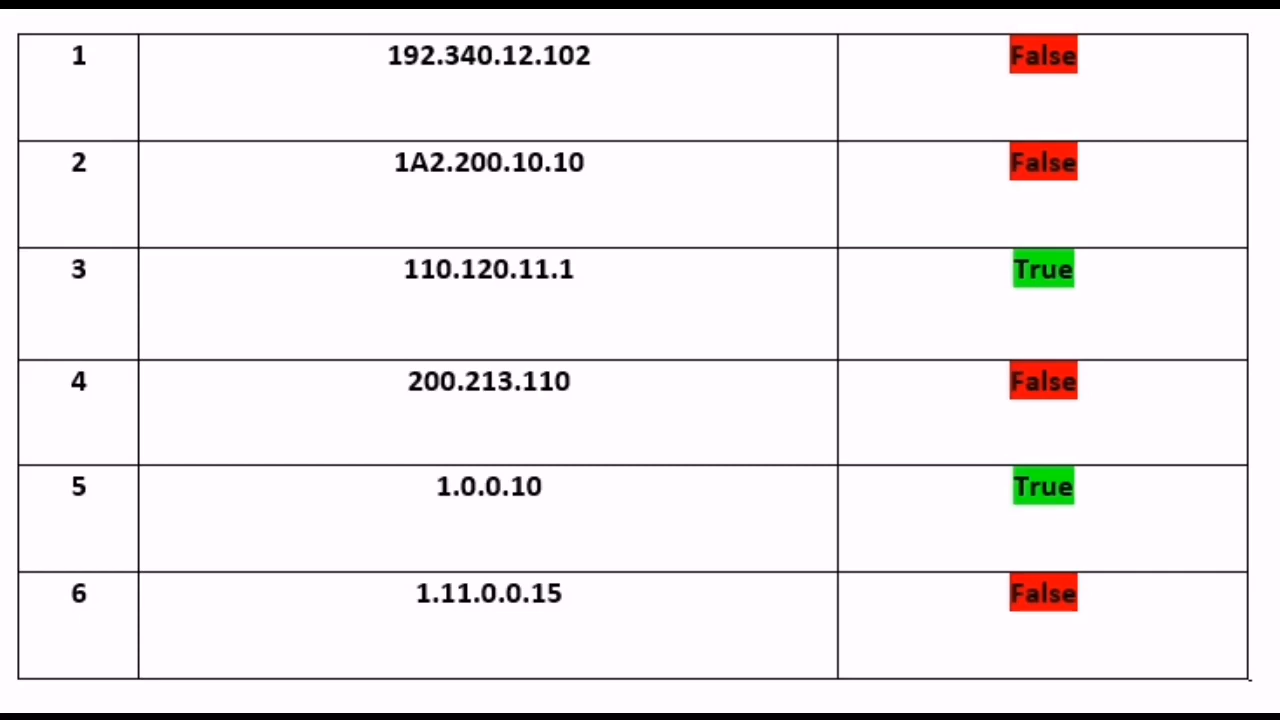 1 192.340.12.102 False
2 1A2.200.10.10 False
3 110.120.11.1 True
4 200.213.110 False
5 1.0.0.10 True
6 1.11.0.0.15 False